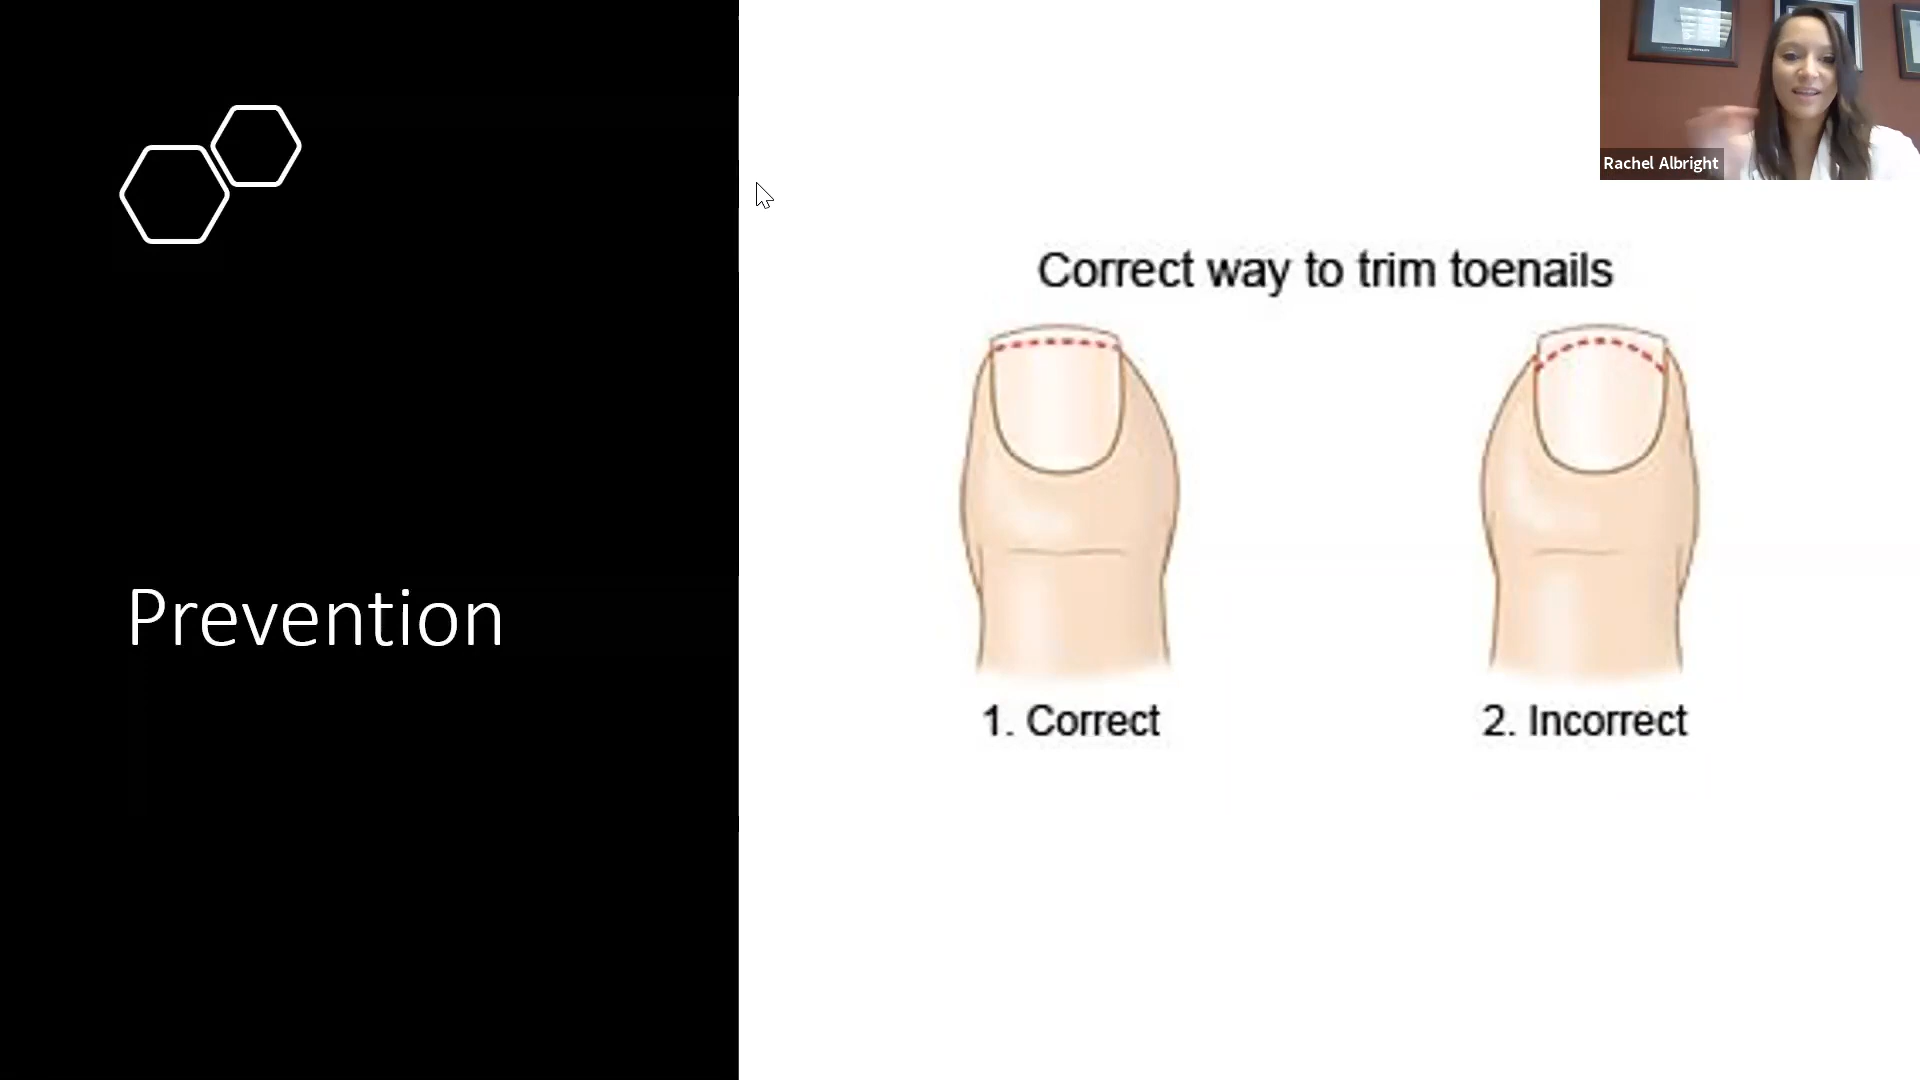 Rachel Albright
Correct way to trim toenails
Prevention
1. Correct
2. Incorrect